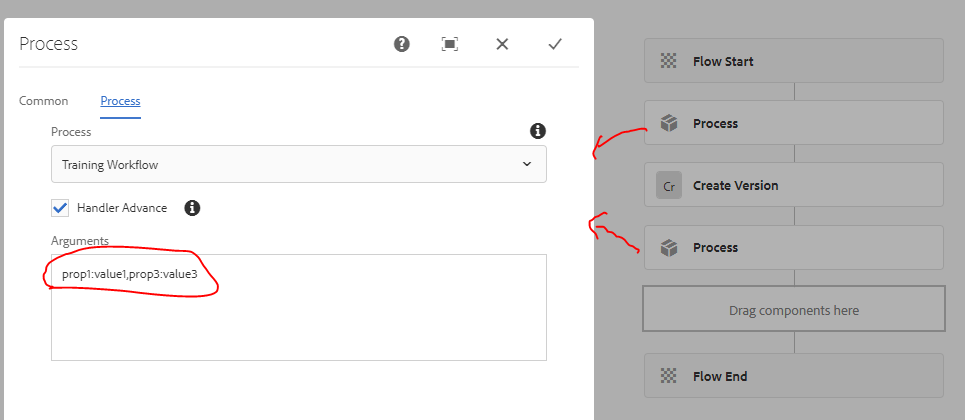 Process
Common
Process
Process
Training Workflow
Handler Advance
Arguments
prop1:value1,prop3:value3
Flow Start
Process
Cr
Create Version
Process
Drag components here
Flow End